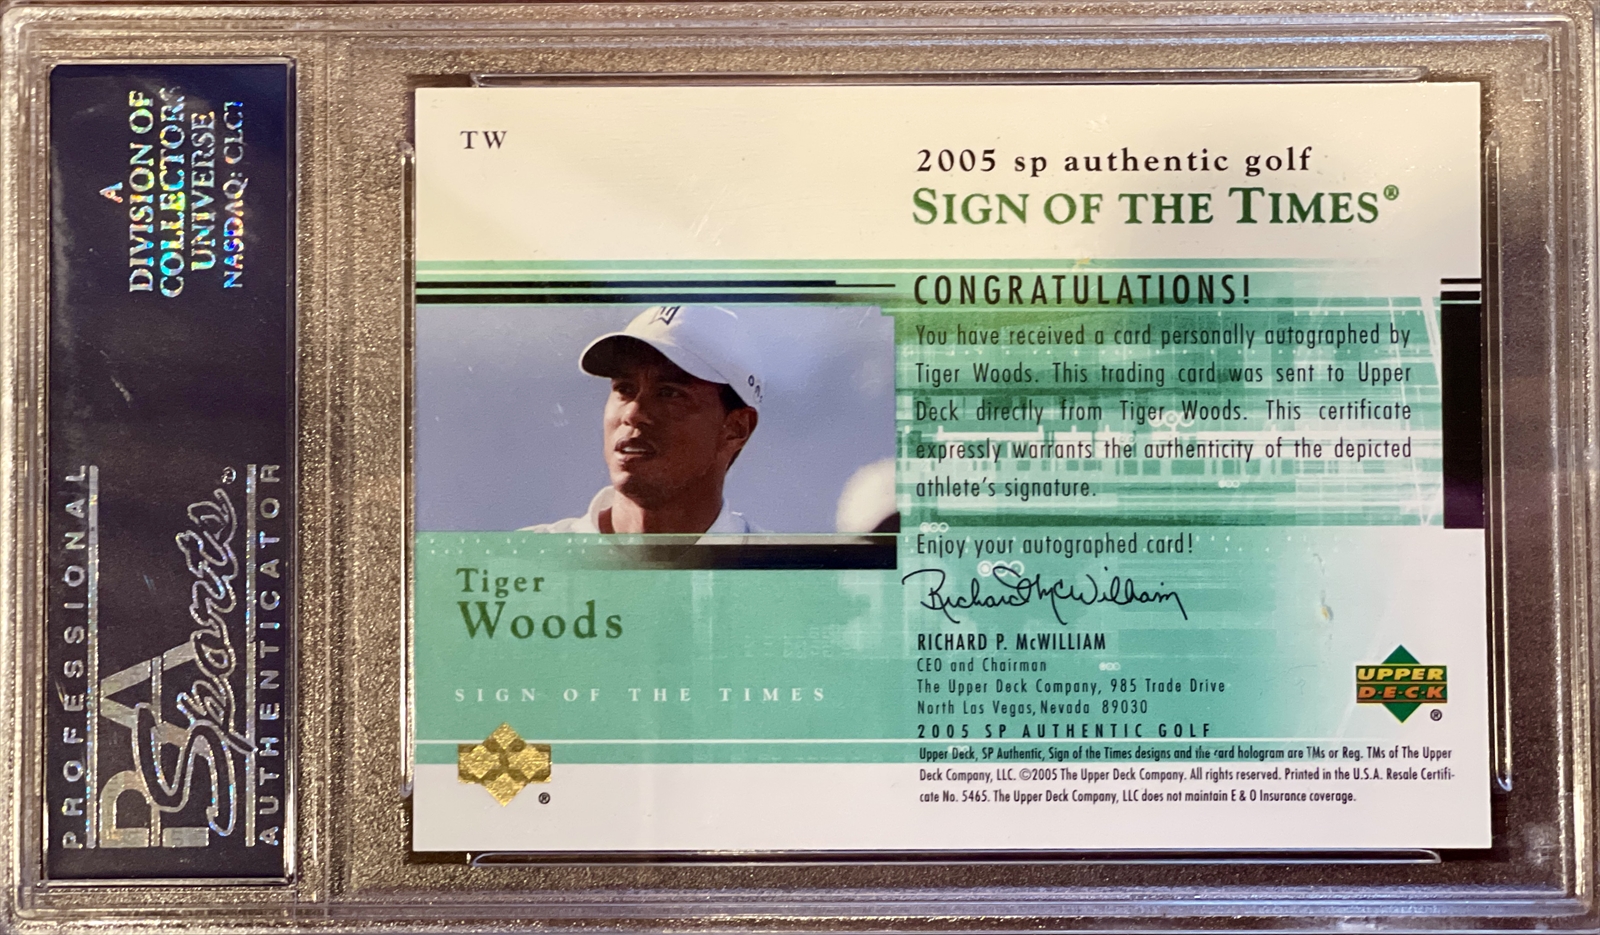 A
DIVISION OF
COLLECTORS
UNIVERSE
NASDAQ: CLCT
PROFESSIONAL
PSA
Sports®
AUTHENTICATOR
TW
2005 sp authentic golf
SIGN OF THE TIMES®
CONGRATULATIONS!
You have received a card personally autographed by
Tiger Woods. This trading card was sent to Upper
Deck directly from Tiger Woods. This certificate
expressly warrants the authenticity of the depicted
athlete's signature.
Enjoy your autographed card!
Richard McWilliam
RICHARD P. McWILLIAM
CEO and Chairman
The Upper Deck Company, 985 Trade Drive
North Las Vegas, Nevada 89030
2005 SP AUTHENTIC GOLF
Upper Deck, SP Authentic, Sign of the Times designs and the card hologram are TMs or Reg. TMs of The Upper
Deck Company, LLC. ©2005 The Upper Deck Company. All rights reserved. Printed in the U.S.A. Resale Certifi-
cate No. 5465. The Upper Deck Company, LLC does not maintain E & O Insurance coverage.
Tiger
Woods
SIGN OF THE TIMES
®
UPPER
D·E·C·K
®